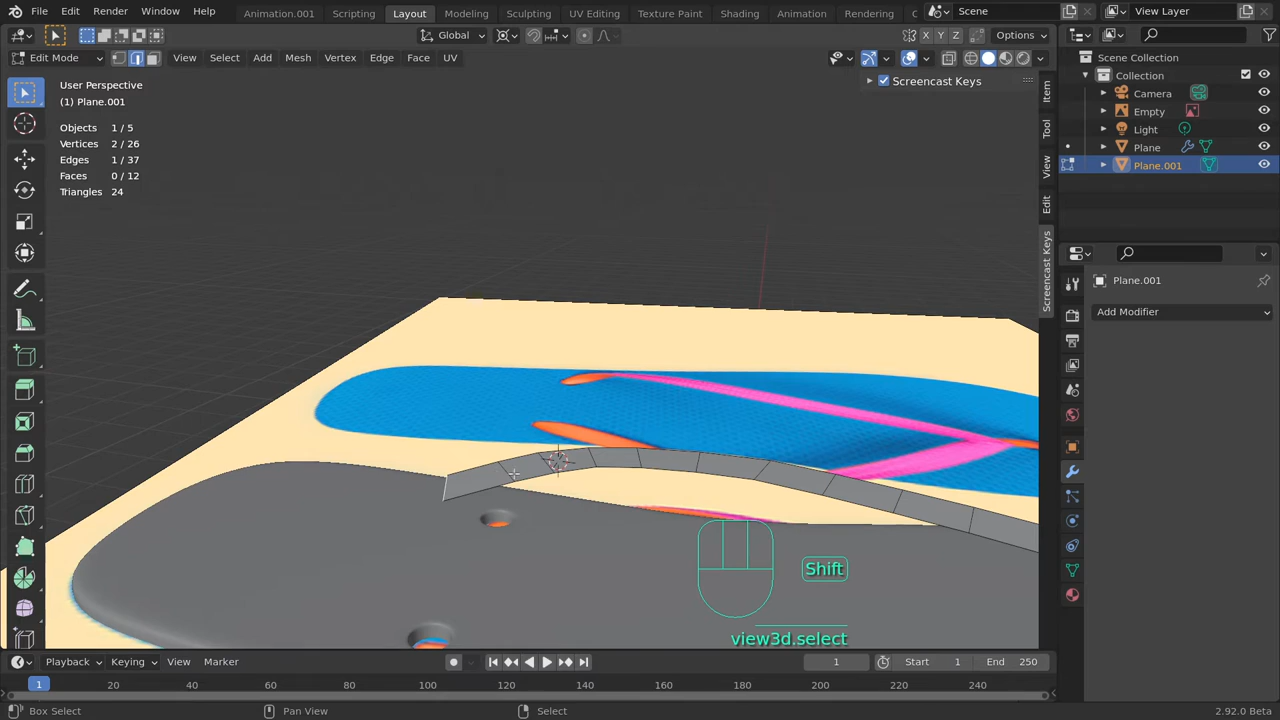 File Edit Render Window Help Animation.001 Scripting Layout Modeling Sculpting UV Editing Texture Paint Shading Animation Rendering Scene View Layer
Global X Y Z Options
Edit Mode View Select Add Mesh Vertex Edge Face UV
Scene Collection
Collection
Camera
Empty
Light
Plane
Plane.001
User Perspective
(1) Plane.001
Objects 1 / 5
Vertices 2 / 26
Edges 1 / 37
Faces 0 / 12
Triangles 24
Screencast Keys
Item
Tool
View
Edit
Screencast Keys
Plane.001
Add Modifier
Shift
view3d.select
Playback Keying View Marker 1 Start 1 End 250
1 20 40 60 80 100 120 140 160 180 200 220 240
Box Select Pan View Select 2.92.0 Beta